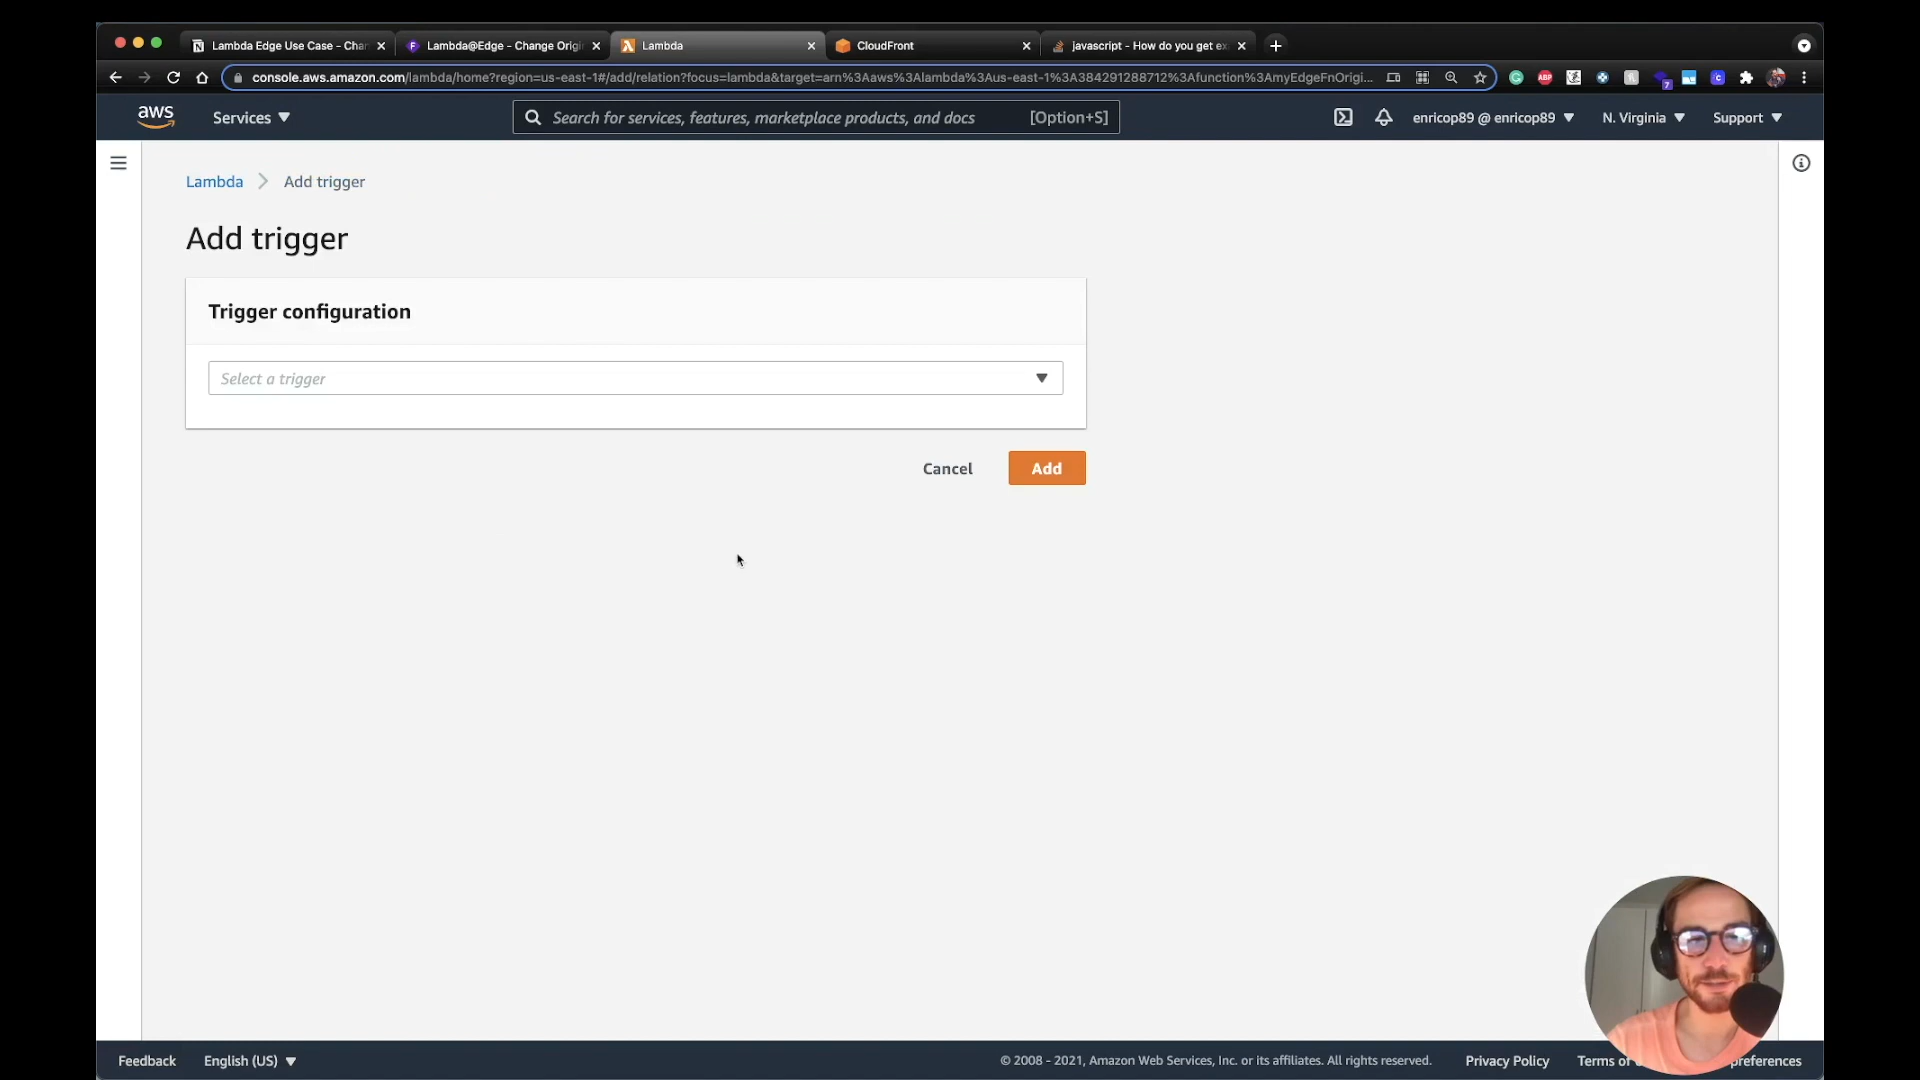 Lambda Edge Use Case - Chan
Lambda@Edge - Change Origi
Lambda
CloudFront
javascript - How do you get ex
console.aws.amazon.com/lambda/home?region=us-east-1#/add/relation?focus=lambda&target=arn%3Aaws%3Alambda%3Aus-east-1%3A384291288712%3Afunction%3AmyEdgeFnOrigi...
ABP
7
aws
Services
Search for services, features, marketplace products, and docs
[Option+S]
enricop89 @ enricop89
N. Virginia
Support
Lambda
Add trigger
Add trigger
Trigger configuration
Select a trigger
Cancel
Add
Feedback
English (US)
© 2008 - 2021, Amazon Web Services, Inc. or its affiliates. All rights reserved.
Privacy Policy
Terms of
preferences